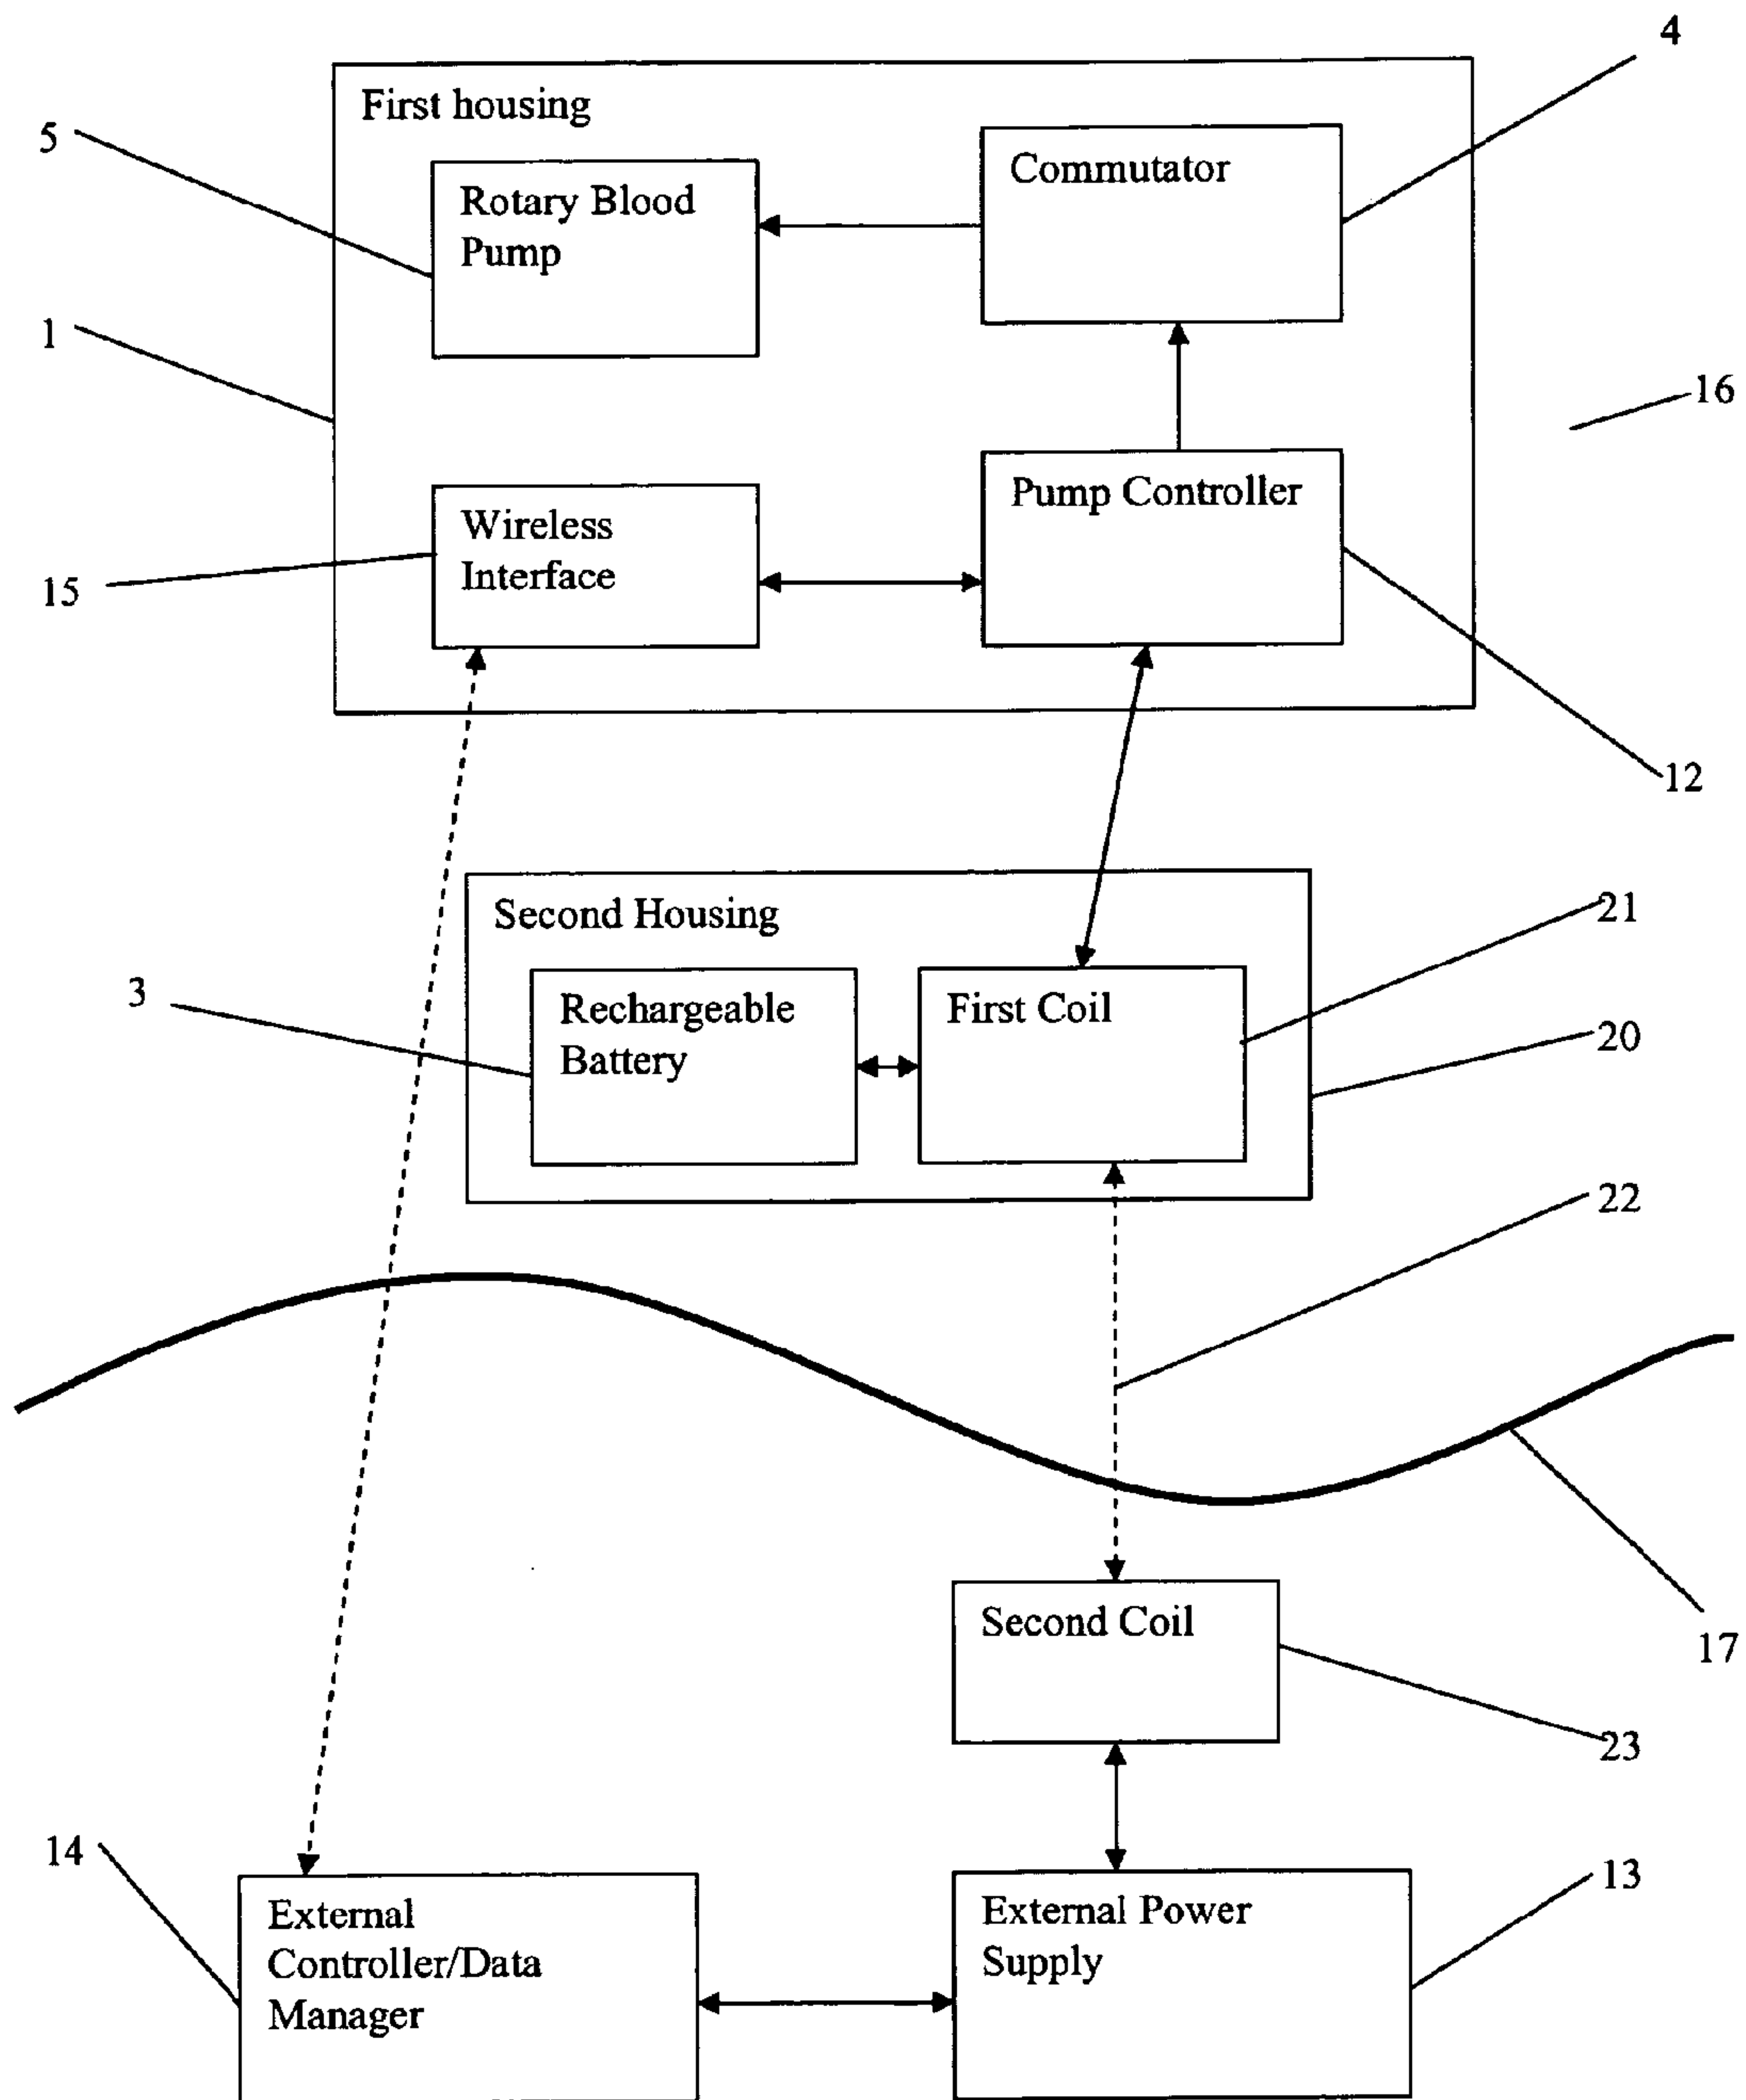 4
First housing
5
Commutator
Rotary Blood
Pump
1
16
Pump Controller
Wireless
Interface
15
12
21
Second Housing
3
Rechargeable
Battery
First Coil
20
22
Second Coil
17
23
14
13
External
Controller/Data
Manager
External Power
Supply